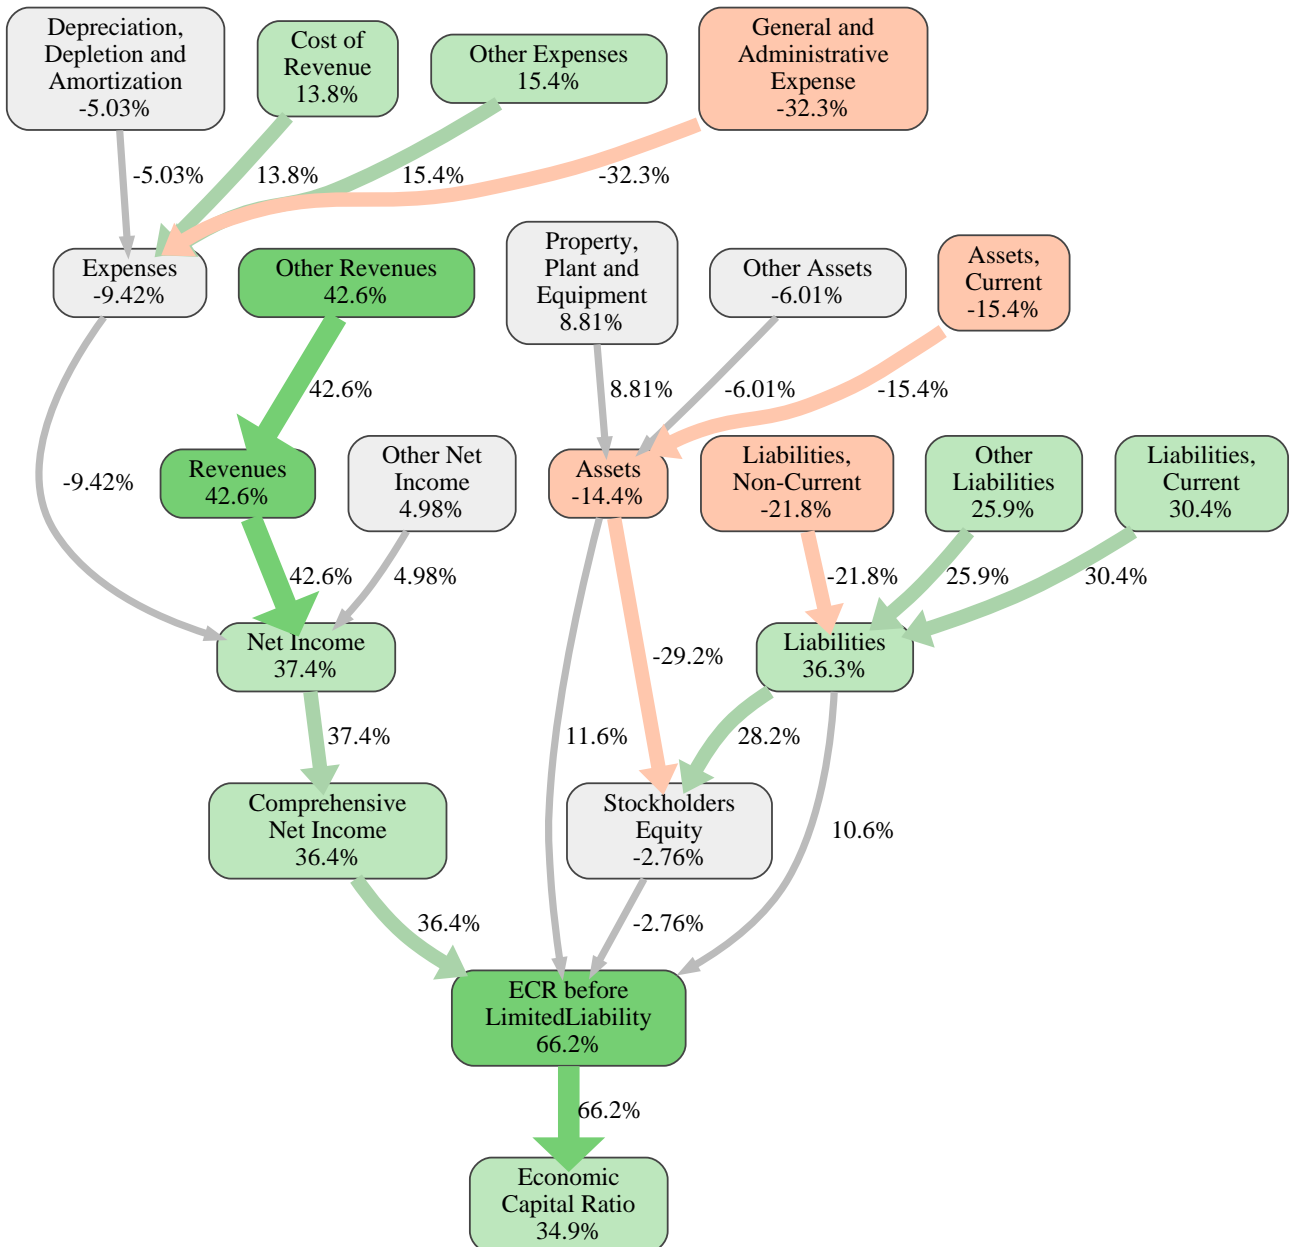 Depreciation,
Depletion and
Amortization
-5.03%
Cost of
Revenue
13.8%
Other Expenses
15.4%
General and
Administrative
Expense
-32.3%
-5.03%
13.8%
15.4%
-32.3%
Expenses
-9.42%
Other Revenues
42.6%
Property,
Plant and
Equipment
8.81%
Other Assets
-6.01%
Assets,
Current
-15.4%
42.6%
8.81%
-6.01%
-15.4%
-9.42%
Revenues
42.6%
Other Net
Income
4.98%
Assets
-14.4%
Liabilities,
Non-Current
-21.8%
Other
Liabilities
25.9%
Liabilities,
Current
30.4%
42.6%
4.98%
-21.8%
25.9%
30.4%
Net Income
37.4%
-29.2%
Liabilities
36.3%
37.4%
11.6%
28.2%
Comprehensive
Net Income
36.4%
Stockholders
Equity
-2.76%
10.6%
36.4%
-2.76%
ECR before
LimitedLiability
66.2%
66.2%
Economic
Capital Ratio
34.9%